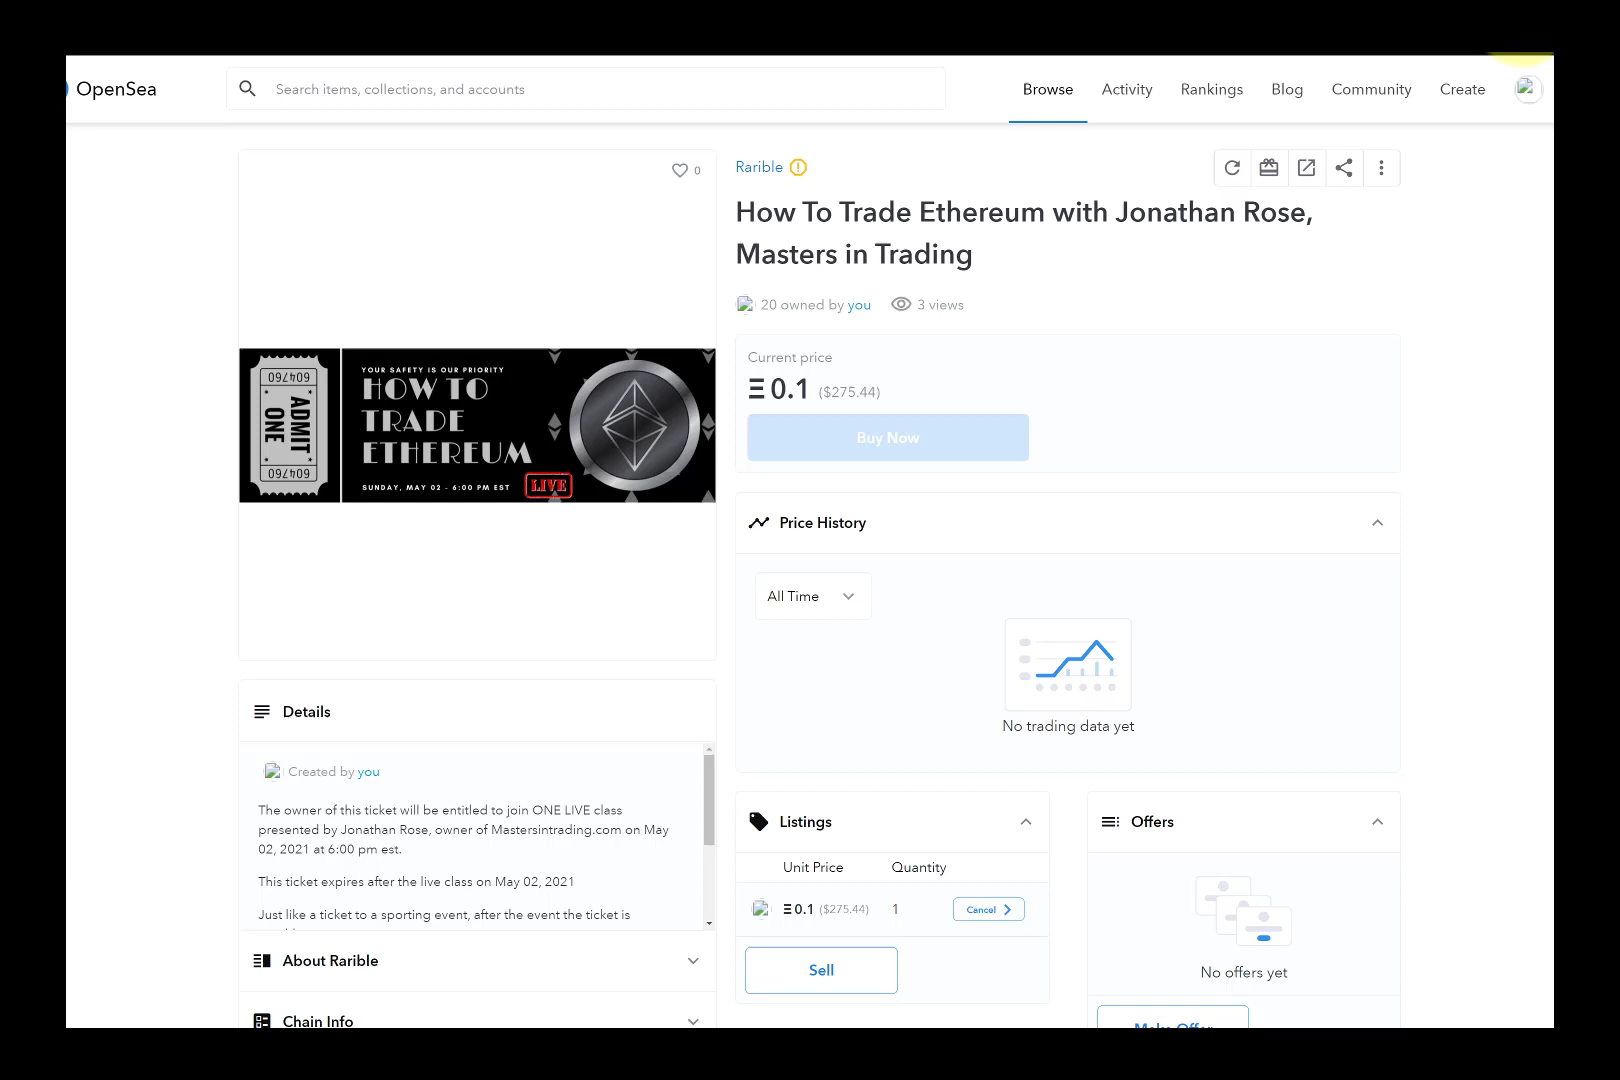 OpenSea
Search items, collections, and accounts
Browse
Activity
Rankings
Blog
Community
Create
0
604760
ADMIT
ONE
604760
YOUR SAFETY IS OUR PRIORITY
HOW TO
TRADE
ETHEREUM
SUNDAY, MAY 02 - 6:00 PM EST
LIVE
Rarible
How To Trade Ethereum with Jonathan Rose,
Masters in Trading
20 owned by you
3 views
Current price
Ξ 0.1 ($275.44)
Buy Now
Price History
All Time
No trading data yet
Details
Created by you
The owner of this ticket will be entitled to join ONE LIVE class
presented by Jonathan Rose, owner of Mastersintrading.com on May
02, 2021 at 6:00 pm est.
This ticket expires after the live class on May 02, 2021
Just like a ticket to a sporting event, after the event the ticket is
About Rarible
Chain Info
Listings
Unit Price Quantity
Ξ 0.1 ($275.44) 1 Cancel
Sell
Offers
No offers yet
Make Offer